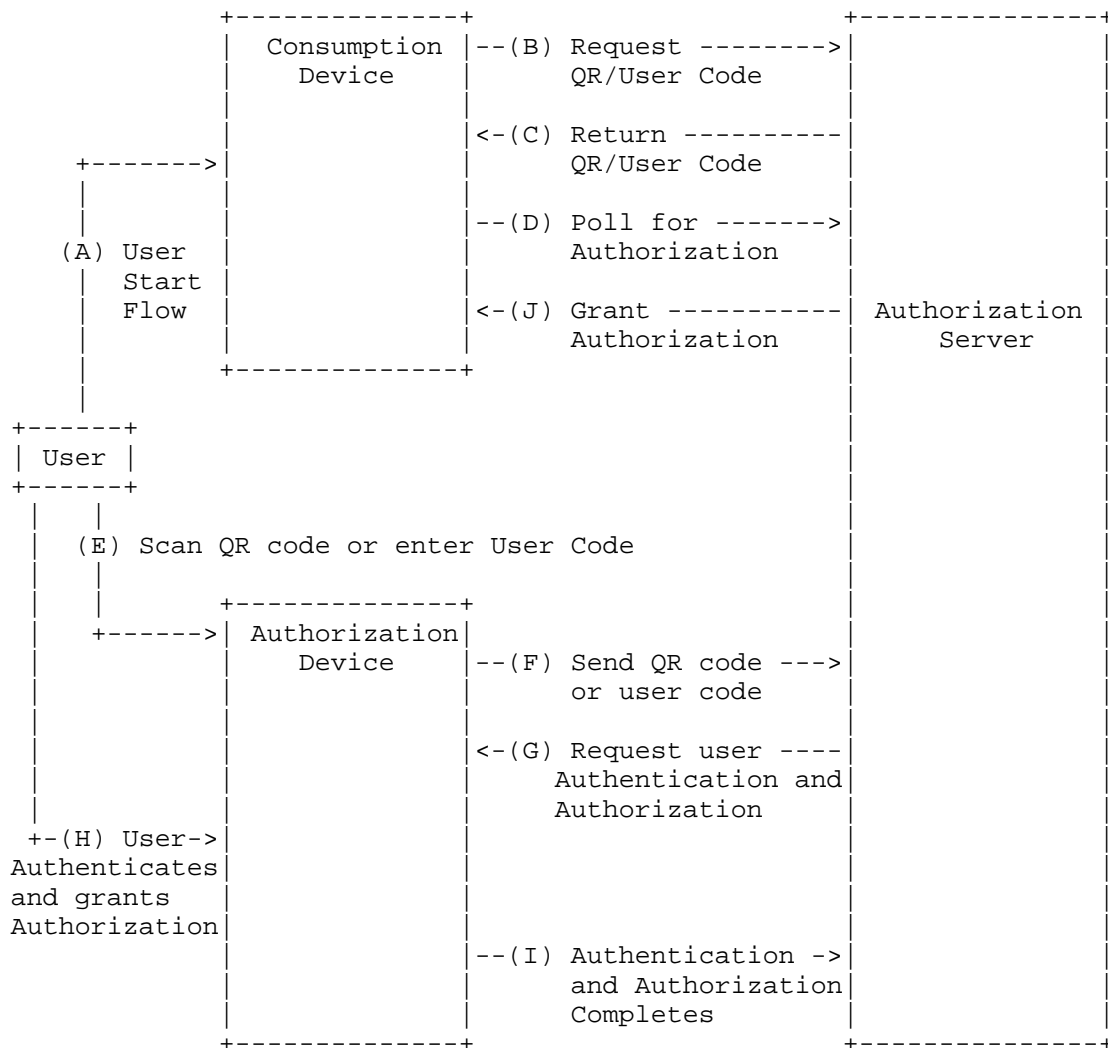 Consumption --(B) Request -------->
Device QR/User Code
<-(C) Return ----------
+-------> QR/User Code
--(D) Poll for ------->
(A) User Authorization
Start
Flow <-(J) Grant ----------- Authorization
Authorization Server
User
(E) Scan QR code or enter User Code
+------> Authorization
Device --(F) Send QR code --->
or user code
<-(G) Request user ----
Authentication and
Authorization
+-(H) User->
Authenticates
and grants
Authorization
--(I) Authentication ->
and Authorization
Completes